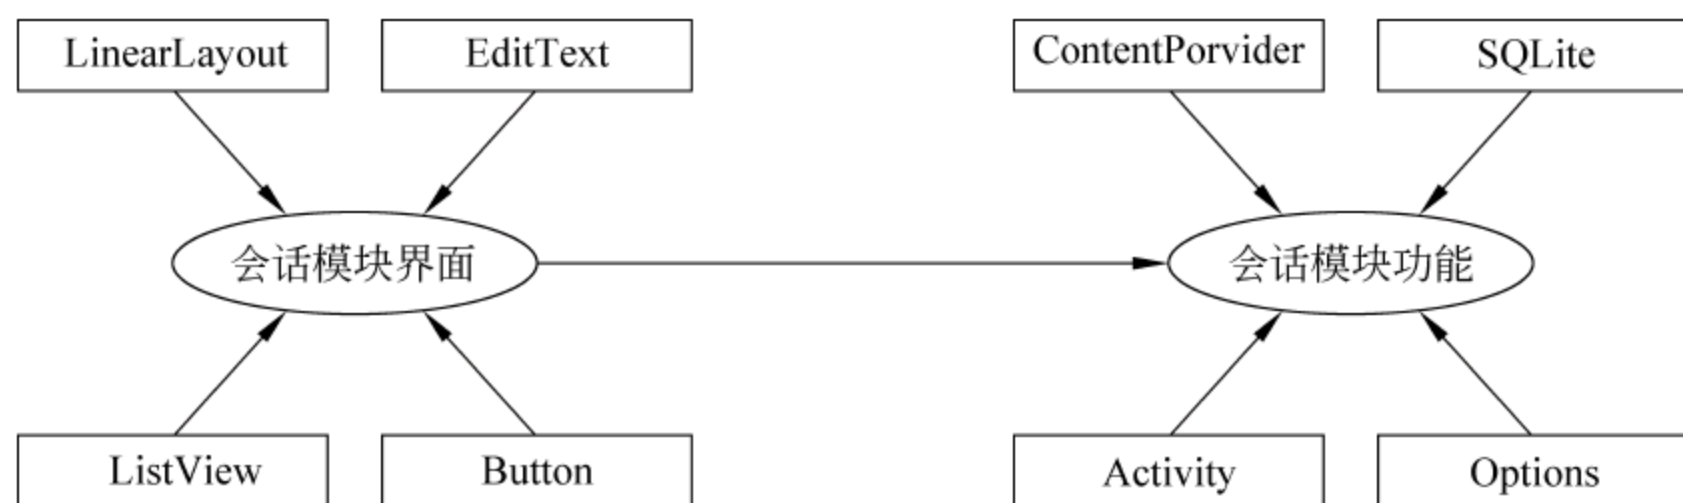 LinearLayout
EditText
ContentPorvider
SQLite
会话模块界面
会话模块功能
ListView
Button
Activity
Options